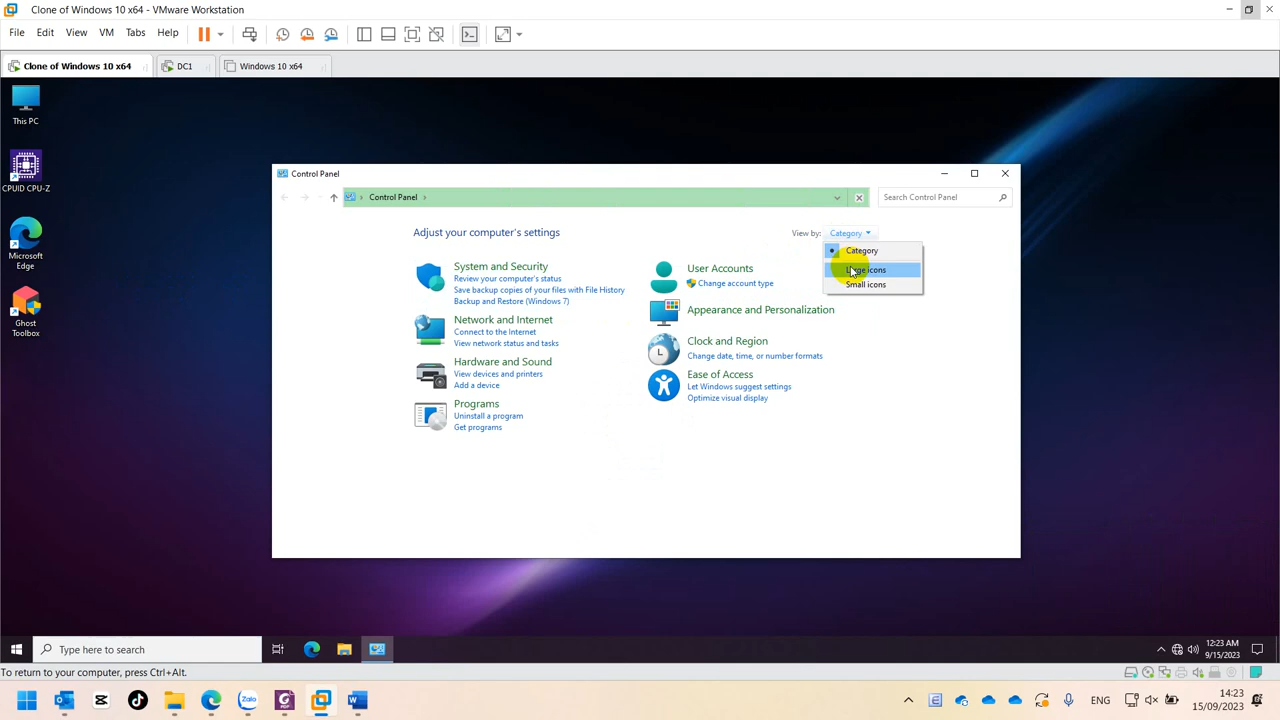 Clone of Windows 10 x64 - VMware Workstation
File Edit View VM Tabs Help
Clone of Windows 10 x64 DC1 Windows 10 x64
This PC
CPUID CPU-Z
Microsoft
Edge
Ghost
Toolbox
Control Panel
Control Panel
Search Control Panel
Adjust your computer's settings
View by: Category
Category
Large icons
Small icons
System and Security
Review your computer's status
Save backup copies of your files with File History
Backup and Restore (Windows 7)
Network and Internet
Connect to the Internet
View network status and tasks
Hardware and Sound
View devices and printers
Add a device
Programs
Uninstall a program
Get programs
User Accounts
Change account type
Appearance and Personalization
Clock and Region
Change date, time, or number formats
Ease of Access
Let Windows suggest settings
Optimize visual display
Type here to search
12:23 AM
9/15/2023
To return to your computer, press Ctrl+Alt.
Zalo
PDF
ENG
14:23
15/09/2023